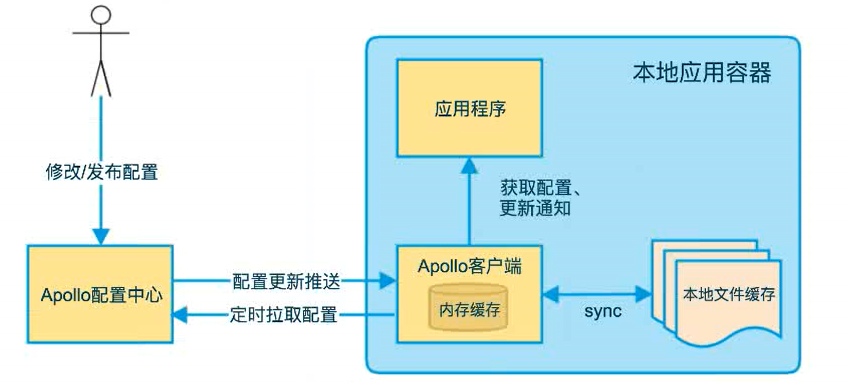 本地应用容器
应用程序
修改/发布配置
获取配置、
更新通知
Apollo配置中心
配置更新推送
定时拉取配置
Apollo客户端
内存缓存
sync
本地文件缓存